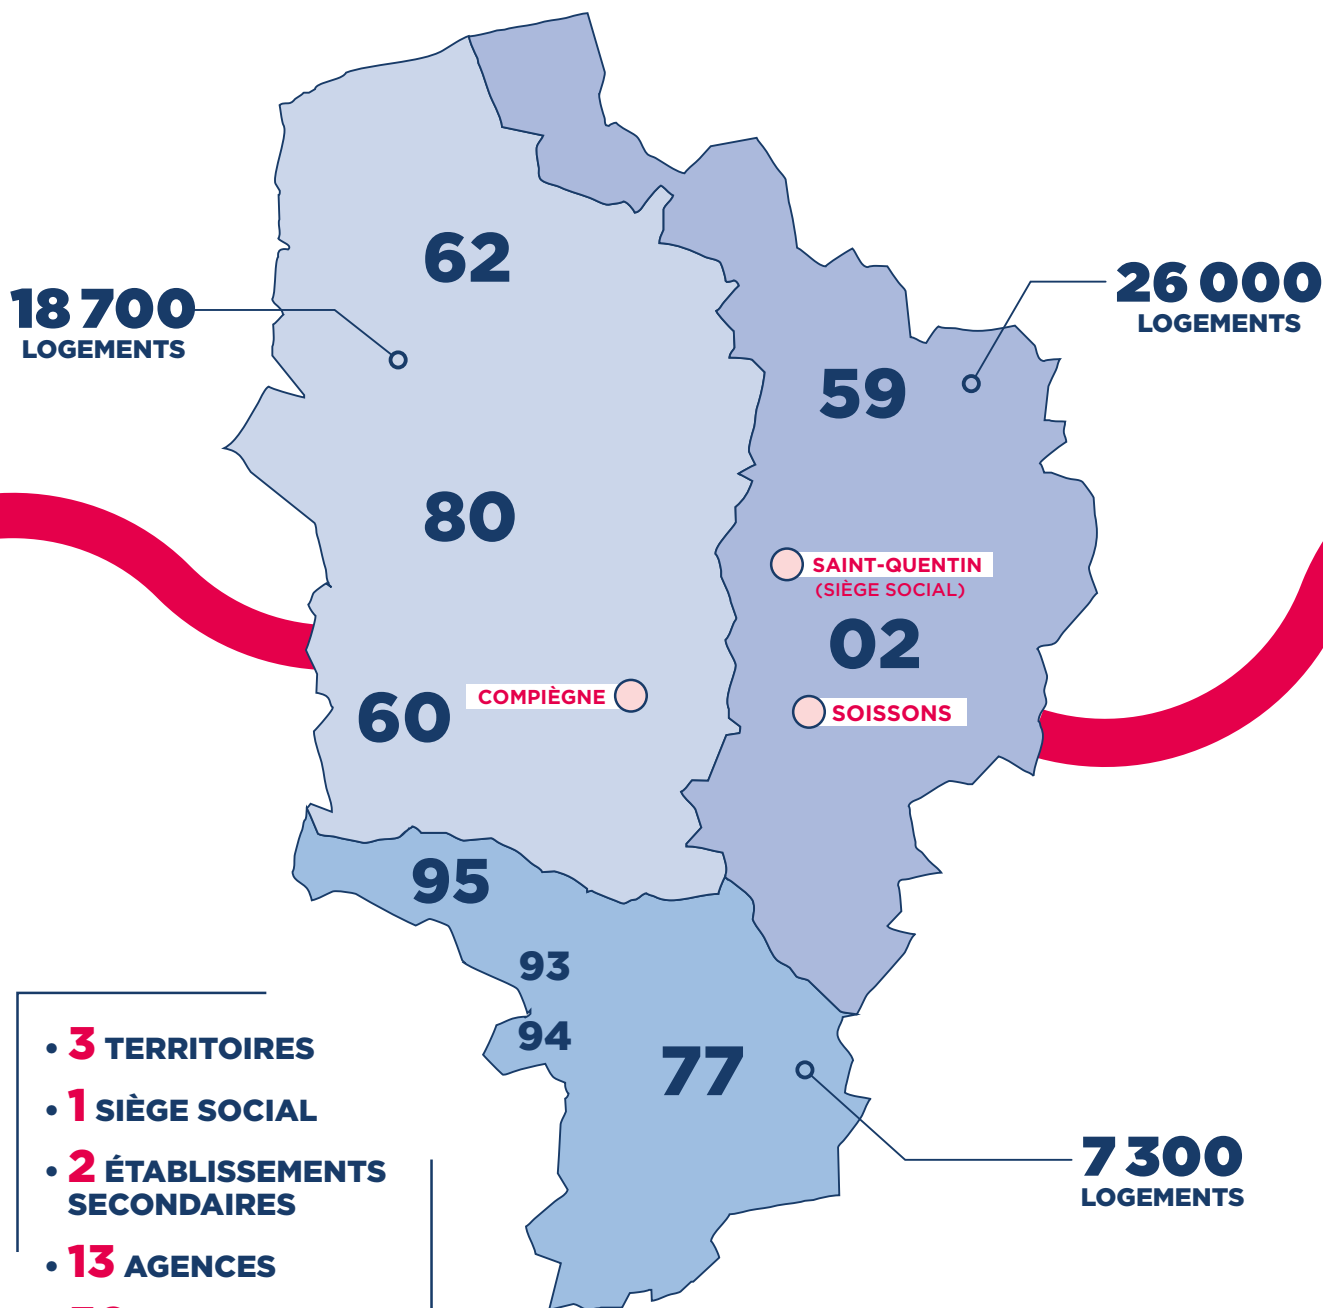 62
18 700
LOGEMENTS
26 000
LOGEMENTS
59
80
SAINT-QUENTIN
(SIÈGE SOCIAL)
02
60
COMPIÈGNE
SOISSONS
95
93
94
77
7 300
LOGEMENTS
• 3 TERRITOIRES
• 1 SIÈGE SOCIAL
• 2 ÉTABLISSEMENTS
SECONDAIRES
• 13 AGENCES